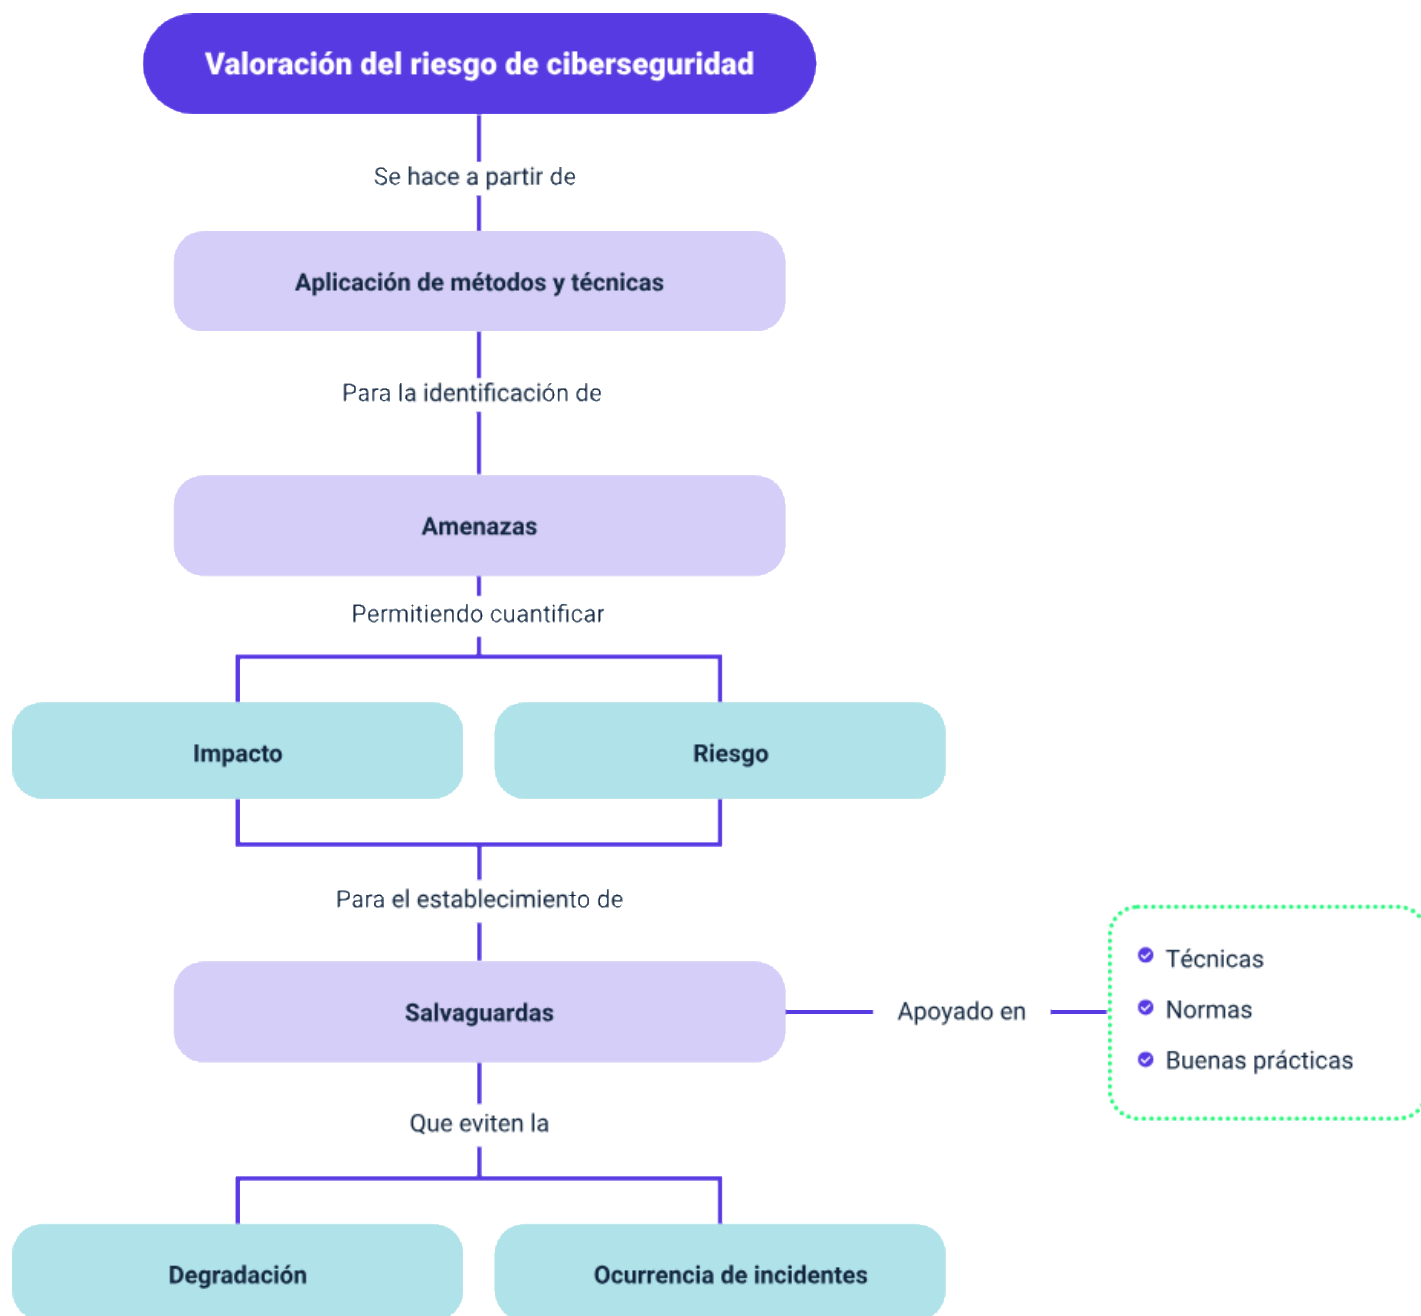 Valoración del riesgo de ciberseguridad
Se hace a partir de
Aplicación de métodos y técnicas
Para la identificación de
Amenazas
Permitiendo cuantificar
Impacto
Riesgo
Para el establecimiento de
Salvaguardas
Apoyado en
Técnicas
Normas
Buenas prácticas
Que eviten la
Degradación
Ocurrencia de incidentes